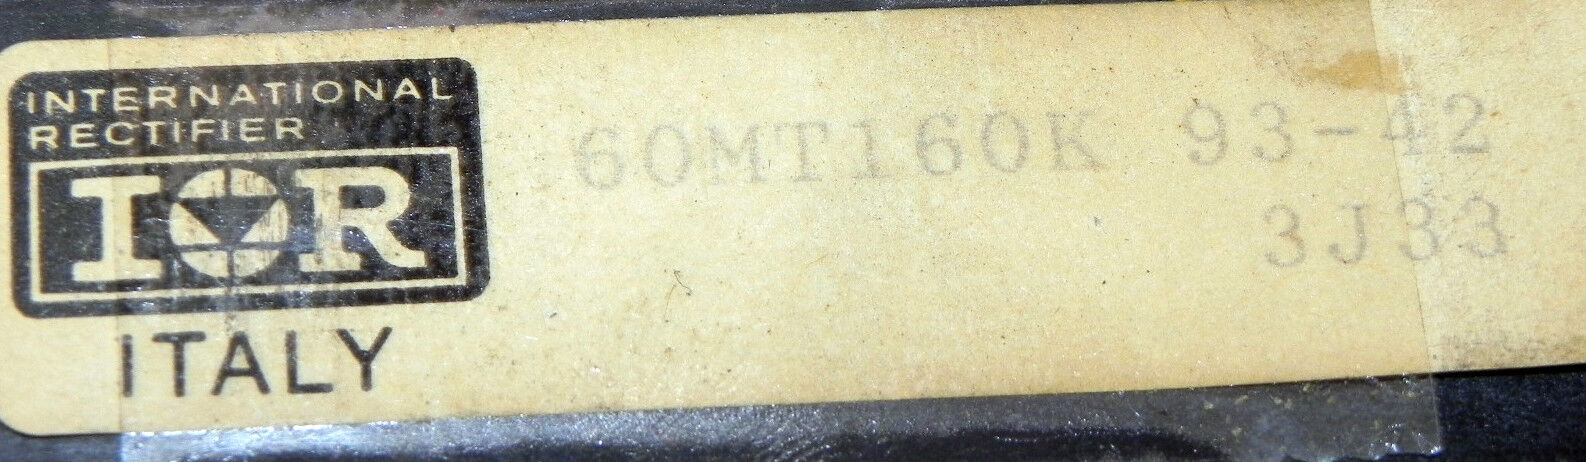 INTERNATIONAL
RECTIFIER
IOR
ITALY
60MT160K 93-42
3J33